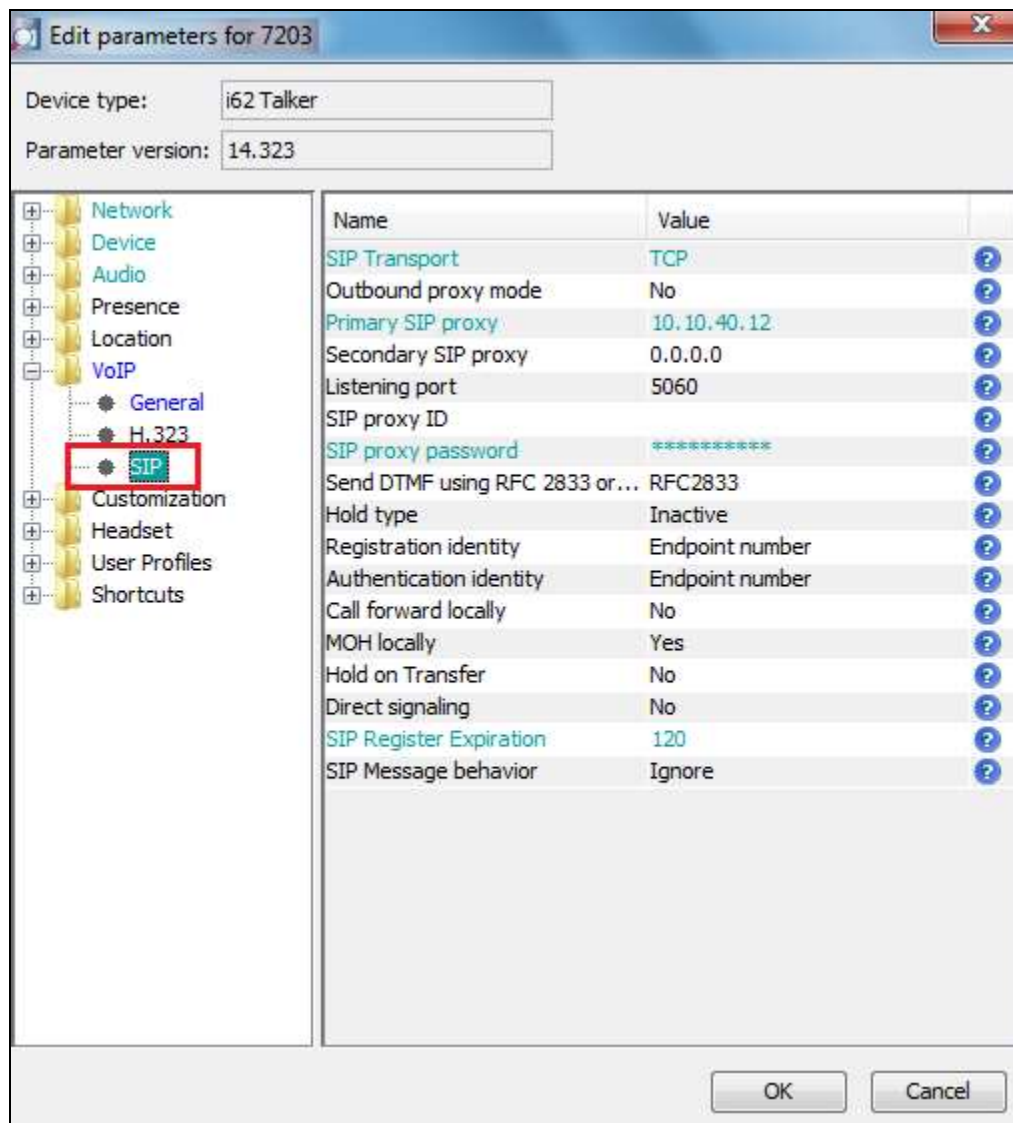 Edit parameters for 7203
Device type: i62 Talker
Parameter version: 14.323
Network
Device
Audio
Presence
Location
VoIP
General
H.323
SIP
Customization
Headset
User Profiles
Shortcuts
Name Value
SIP Transport TCP
Outbound proxy mode No
Primary SIP proxy 10.10.40.12
Secondary SIP proxy 0.0.0.0
Listening port 5060
SIP proxy ID
SIP proxy password **********
Send DTMF using RFC 2833 or... RFC2833
Hold type Inactive
Registration identity Endpoint number
Authentication identity Endpoint number
Call forward locally No
MOH locally Yes
Hold on Transfer No
Direct signaling No
SIP Register Expiration 120
SIP Message behavior Ignore
OK Cancel